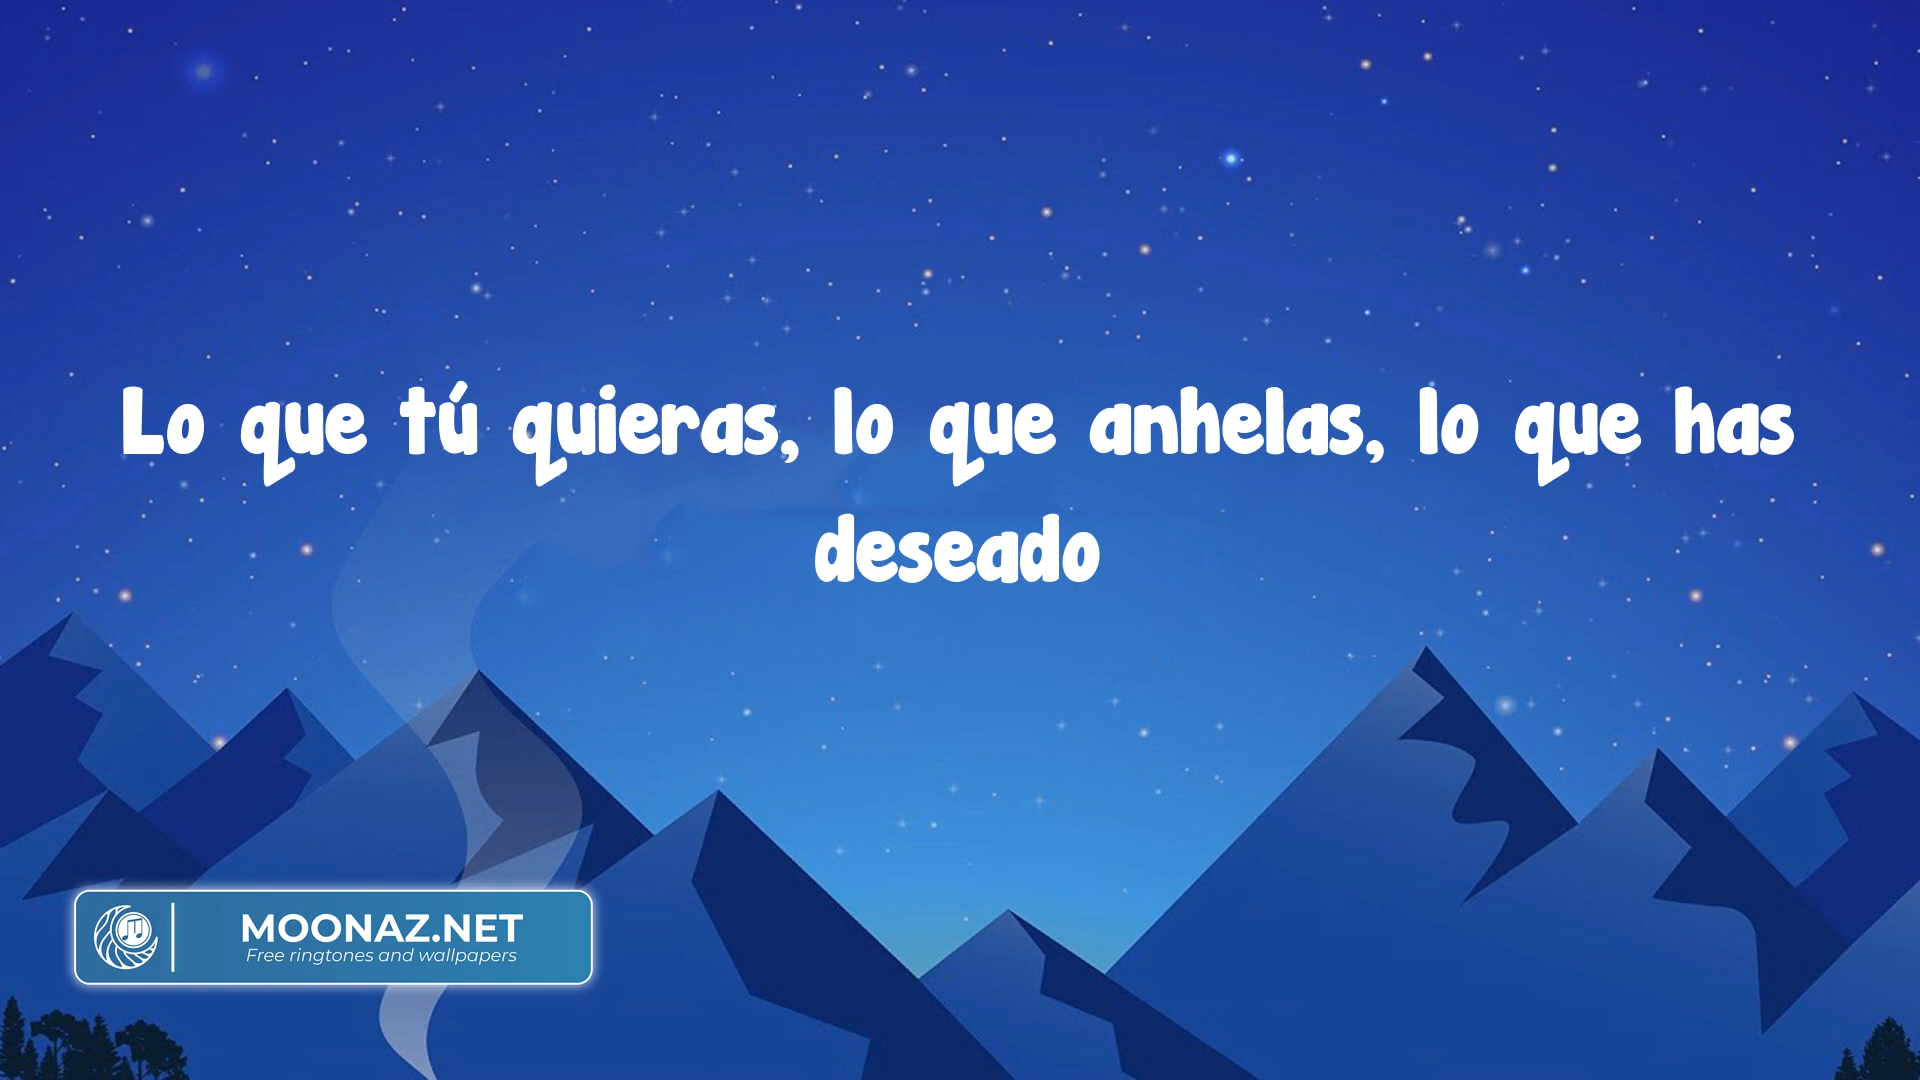 Lo que tú quieras, lo que anhelas, lo que has
deseado
MOONAZ.NET
Free ringtones and wallpapers